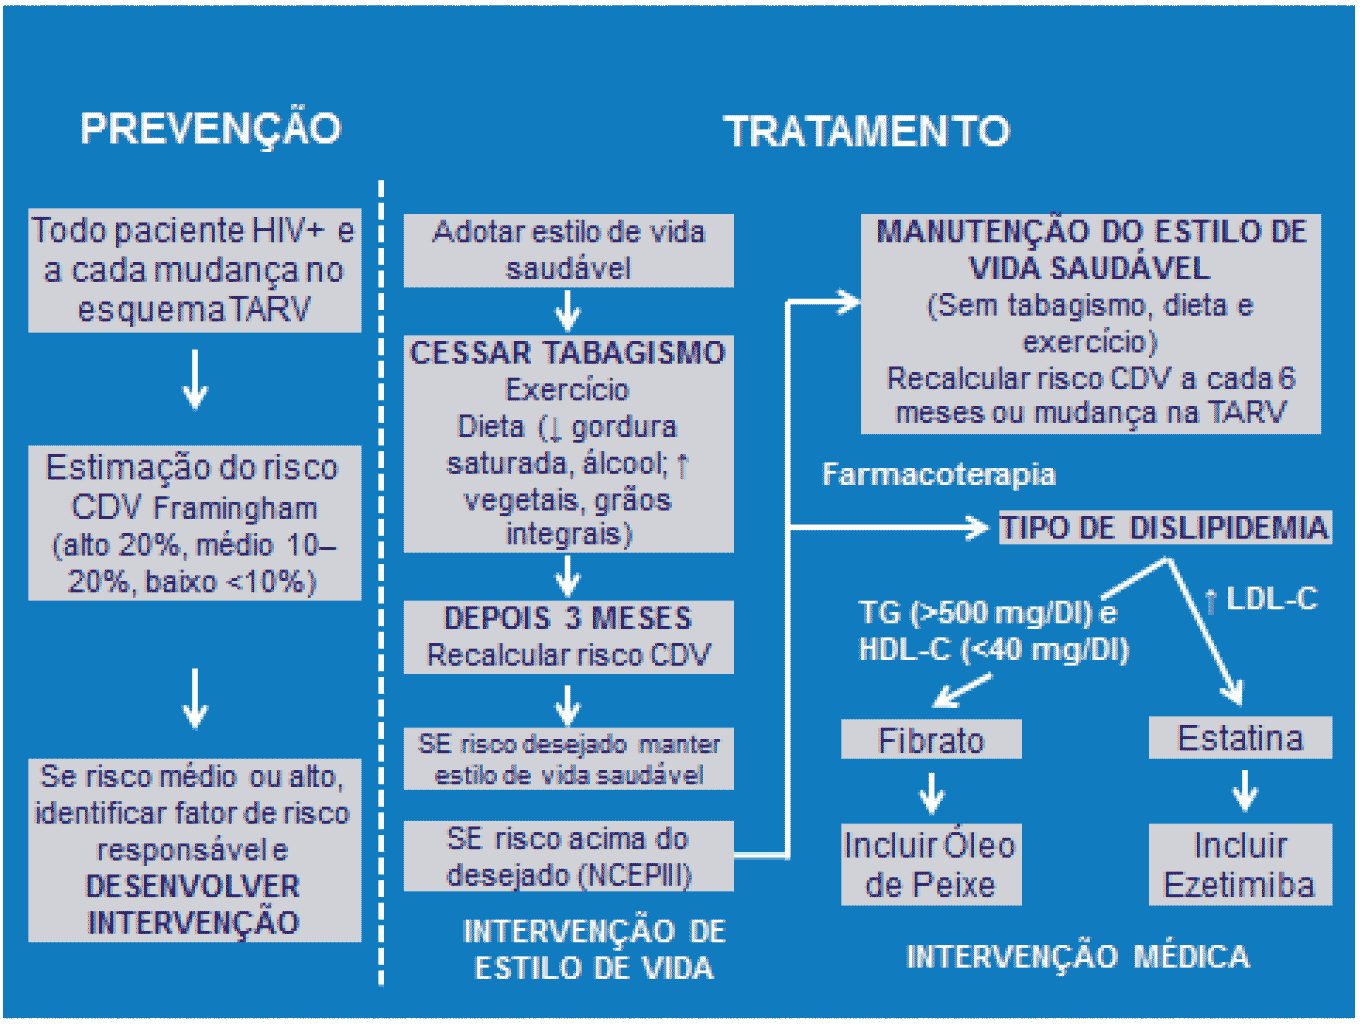 PREVENÇÃO
Todo paciente HIV+ e
a cada mudança no
esquema TARV
Estimação do risco
CDV Framingham
(alto 20%, médio 10–
20%, baixo <10%)
Se risco médio ou alto,
identificar fator de risco
responsável e
DESENVOLVER
INTERVENÇÃO
TRATAMENTO
Adotar estilo de vida
saudável
CESSAR TABAGISMO
Exercício
Dieta (↓ gordura
saturada, álcool; ↑
vegetais, grãos
integrais)
DEPOIS 3 MESES
Recalcular risco CDV
SE risco desejado manter
estilo de vida saudável
SE risco acima do
desejado (NCEPIII)
INTERVENÇÃO DE
ESTILO DE VIDA
MANUTENÇÃO DO ESTILO DE
VIDA SAUDÁVEL
(Sem tabagismo, dieta e
exercício)
Recalcular risco CDV a cada 6
meses ou mudança na TARV
Farmacoterapia
TIPO DE DISLIPIDEMIA
TG (>500 mg/Dl) e
HDL-C (<40 mg/Dl)
↑ LDL-C
Fibrato
Estatina
Incluir Óleo
de Peixe
Incluir
Ezetimiba
INTERVENÇÃO MÉDICA